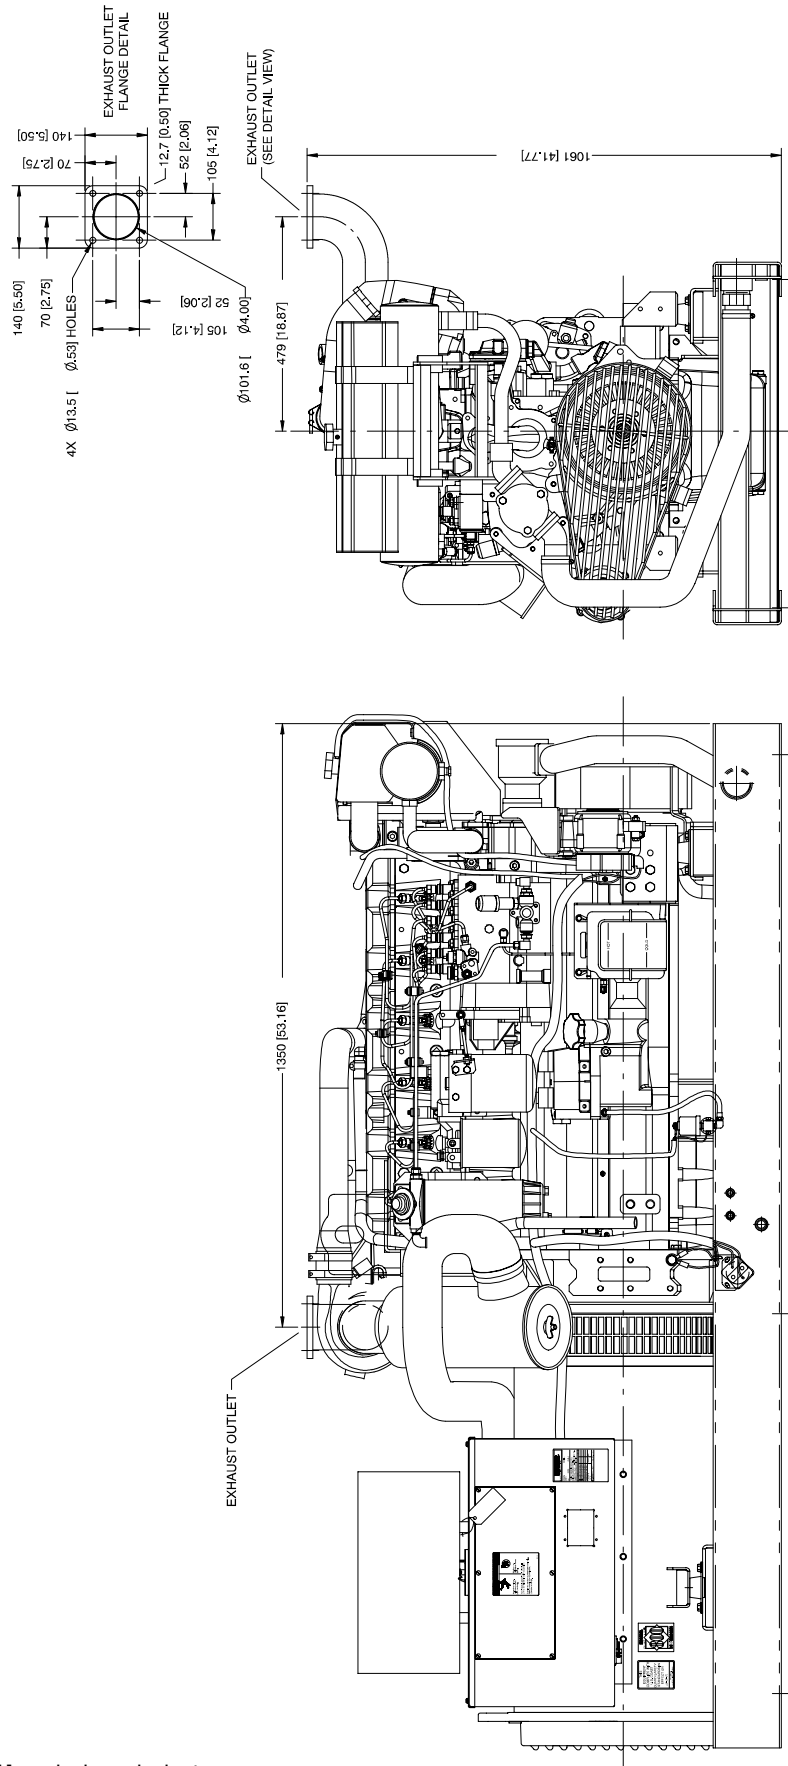 EXHAUST OUTLET
FLANGE DETAIL
140 [5.50]
70 [2.75]
12.7 [0.50] THICK FLANGE
52 [2.06]
105 [4.12]
140 [5.50]
70 [2.75]
4X Ø13.5 [ Ø.53] HOLES
52 [2.06]
105 [4.12]
Ø101.6 [ Ø4.00]
EXHAUST OUTLET
(SEE DETAIL VIEW)
1061 [41.77]
479 [18.87]
1350 [53.16]
EXHAUST OUTLET